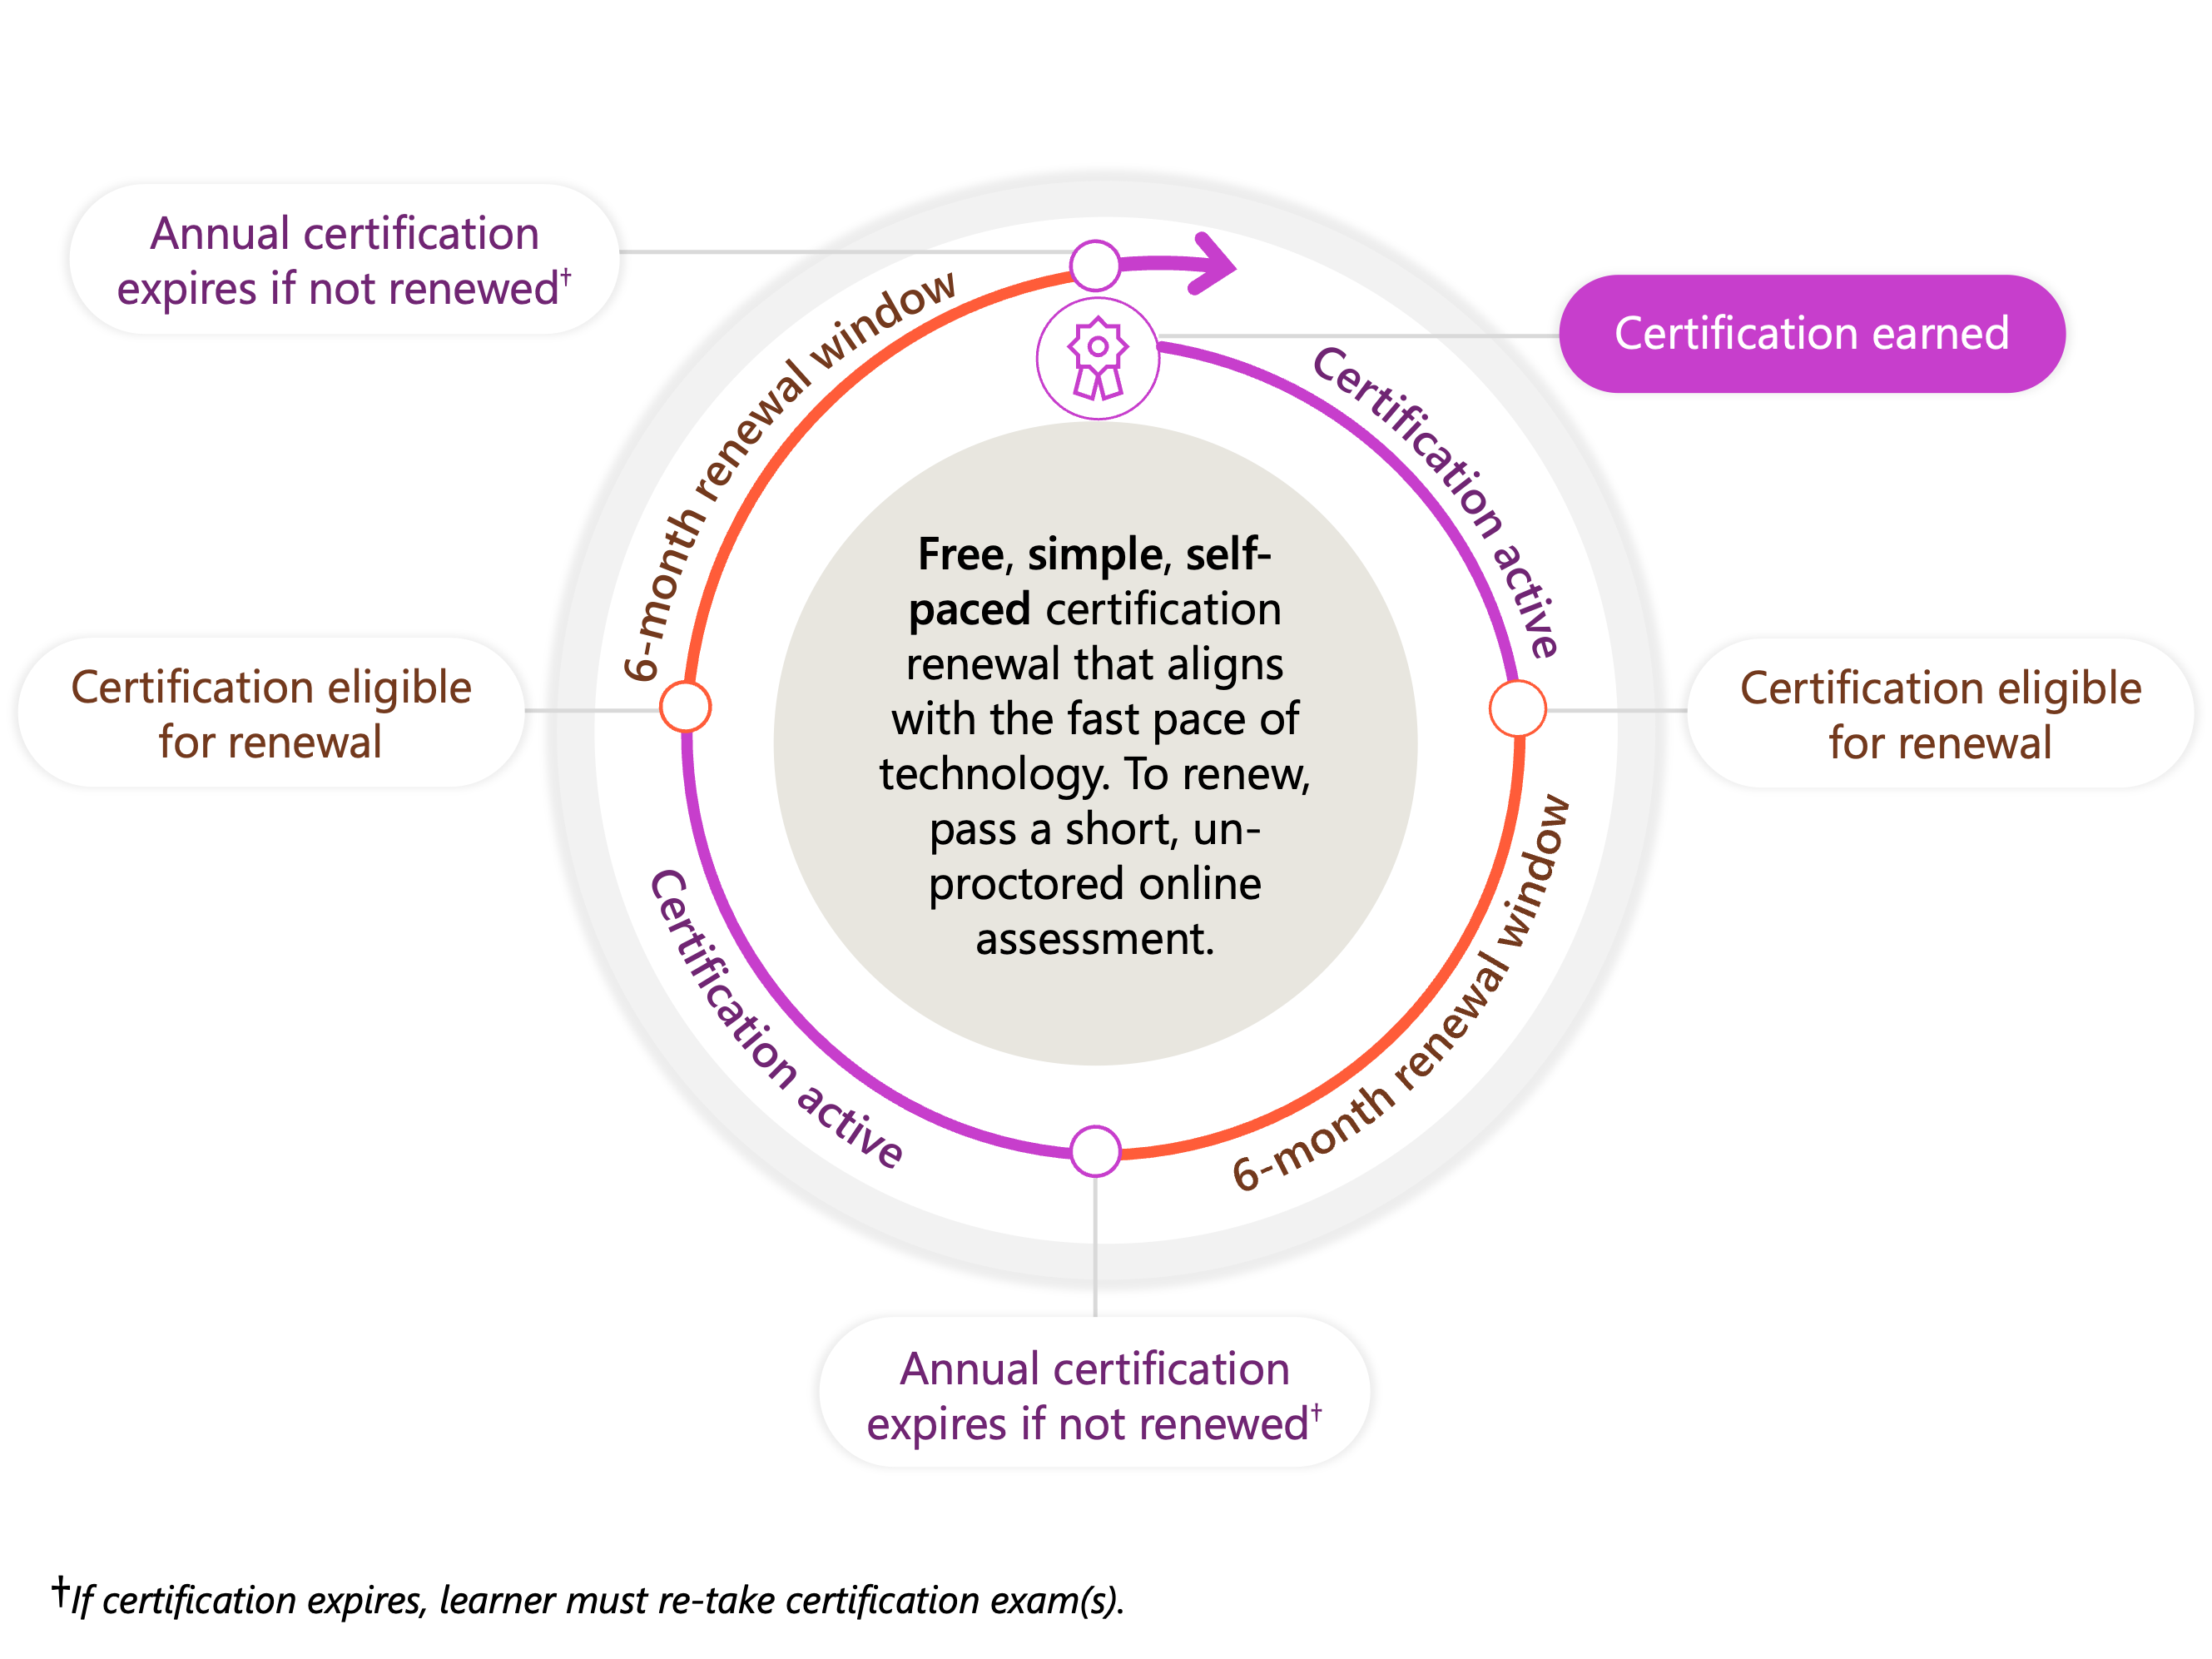 Annual certification
expires if not renewed†
Certification earned
6-month renewal window
Certification active
Free, simple, self-
paced certification
renewal that aligns
with the fast pace of
technology. To renew,
pass a short, un-
proctored online
assessment.
Certification eligible
for renewal
Certification eligible
for renewal
Certification active
6-month renewal window
Annual certification
expires if not renewed†
†If certification expires, learner must re-take certification exam(s).